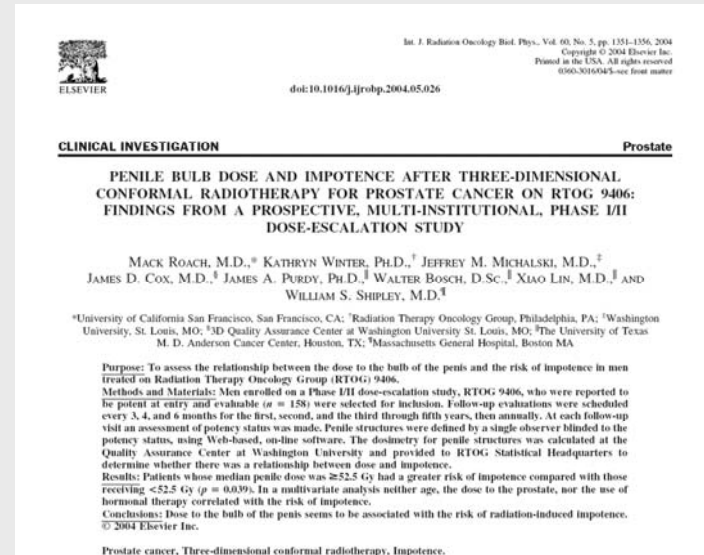 Int. J. Radiation Oncology Biol. Phys., Vol. 60, No. 5, pp. 1351–1356, 2004
Copyright © 2004 Elsevier Inc.
Printed in the USA. All rights reserved
0360-3016/04/$–see front matter
ELSEVIER
doi:10.1016/j.ijrobp.2004.05.026
CLINICAL INVESTIGATION Prostate
PENILE BULB DOSE AND IMPOTENCE AFTER THREE-DIMENSIONAL
CONFORMAL RADIOTHERAPY FOR PROSTATE CANCER ON RTOG 9406:
FINDINGS FROM A PROSPECTIVE, MULTI-INSTITUTIONAL, PHASE I/II
DOSE-ESCALATION STUDY
MACK ROACH, M.D.,* KATHRYN WINTER, PH.D.,† JEFFREY M. MICHALSKI, M.D.,‡
JAMES D. COX, M.D.,§ JAMES A. PURDY, PH.D.,‖ WALTER BOSCH, D.SC.,‖ XIAO LIN, M.D.,‖ AND
WILLIAM S. SHIPLEY, M.D.¶
*University of California San Francisco, San Francisco, CA; †Radiation Therapy Oncology Group, Philadelphia, PA; ‡Washington
University, St. Louis, MO; §3D Quality Assurance Center at Washington University St. Louis, MO; ‖The University of Texas
M. D. Anderson Cancer Center, Houston, TX; ¶Massachusetts General Hospital, Boston MA
Purpose: To assess the relationship between the dose to the bulb of the penis and the risk of impotence in men
treated on Radiation Therapy Oncology Group (RTOG) 9406.
Methods and Materials: Men enrolled on a Phase I/II dose-escalation study, RTOG 9406, who were reported to
be potent at entry and evaluable (n = 158) were selected for inclusion. Follow-up evaluations were scheduled
every 3, 4, and 6 months for the first, second, and the third through fifth years, then annually. At each follow-up
visit an assessment of potency status was made. Penile structures were defined by a single observer blinded to the
potency status, using Web-based, on-line software. The dosimetry for penile structures was calculated at the
Quality Assurance Center at Washington University and provided to RTOG Statistical Headquarters to
determine whether there was a relationship between dose and impotence.
Results: Patients whose median penile dose was ≥52.5 Gy had a greater risk of impotence compared with those
receiving <52.5 Gy (p = 0.039). In a multivariate analysis neither age, the dose to the prostate, nor the use of
hormonal therapy correlated with the risk of impotence.
Conclusions: Dose to the bulb of the penis seems to be associated with the risk of radiation-induced impotence.
© 2004 Elsevier Inc.
Prostate cancer, Three-dimensional conformal radiotherapy, Impotence.